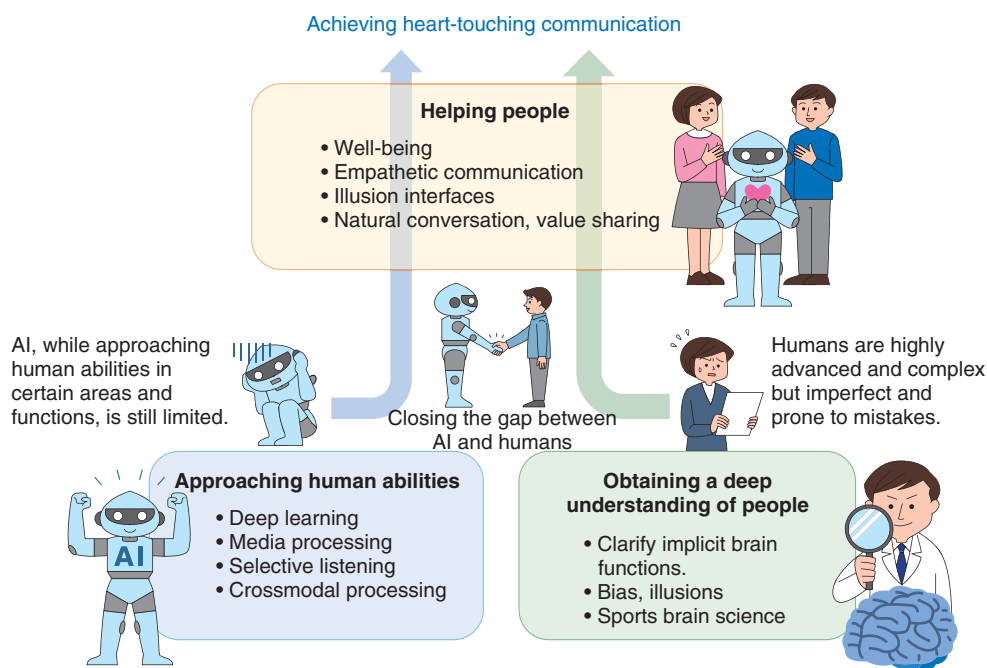 Achieving heart-touching communication
Helping people
• Well-being
• Empathetic communication
• Illusion interfaces
• Natural conversation, value sharing
AI, while approaching
human abilities in
certain areas and
functions, is still limited.
Closing the gap between
AI and humans
Humans are highly
advanced and complex
but imperfect and
prone to mistakes.
Approaching human abilities
• Deep learning
• Media processing
• Selective listening
• Crossmodal processing
AI
Obtaining a deep
understanding of people
• Clarify implicit brain
functions.
• Bias, illusions
• Sports brain science